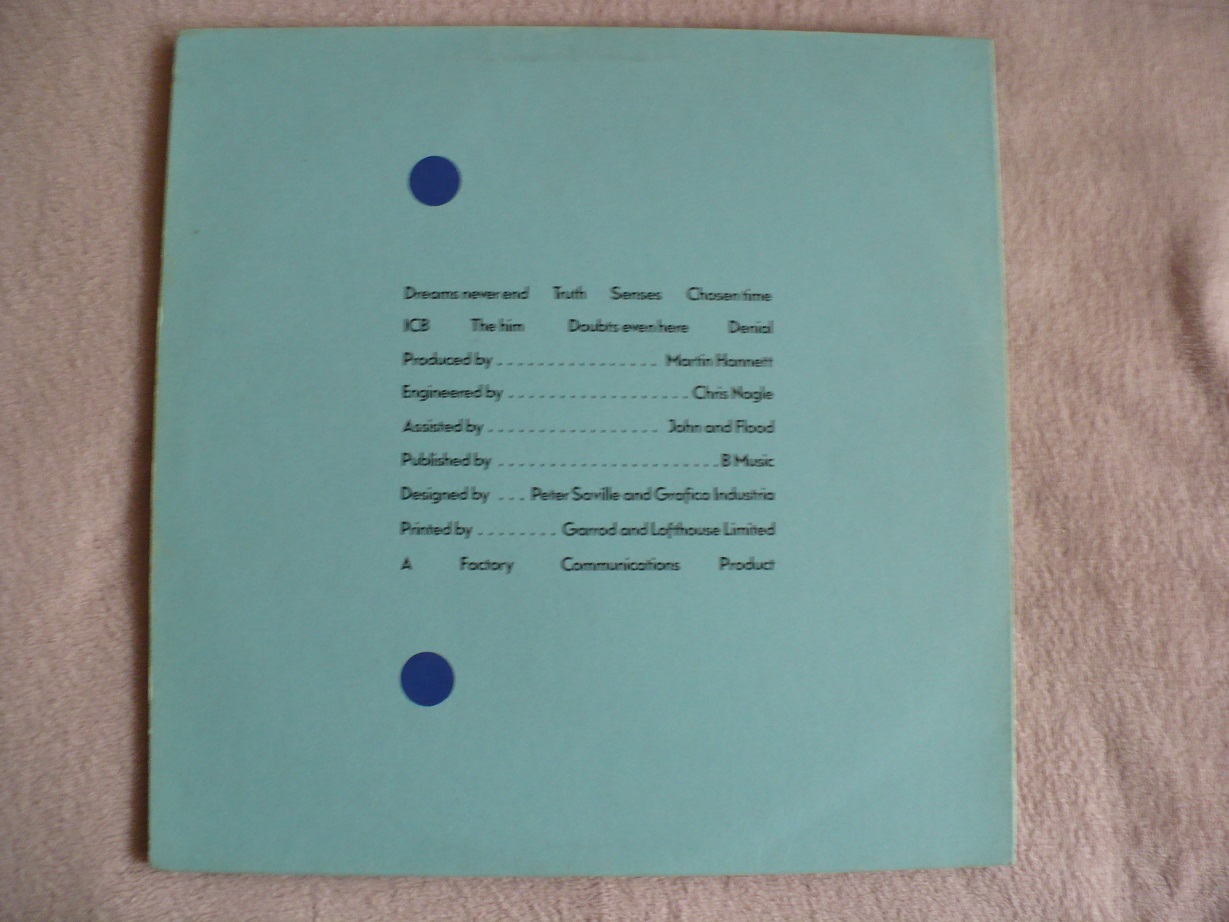 Dreams never end Truth Senses Chosen time
ICB The him Doubts even here Denial
Produced by . . . . . . . . . . . . . . . . Martin Hannett
Engineered by . . . . . . . . . . . . . . . . . . Chris Nagle
Assisted by . . . . . . . . . . . . . . . . . John and Flood
Published by . . . . . . . . . . . . . . . . . . . . . . B Music
Designed by . . . Peter Saville and Grafica Industria
Printed by . . . . . . . . Garrod and Lofthouse Limited
A Factory Communications Product